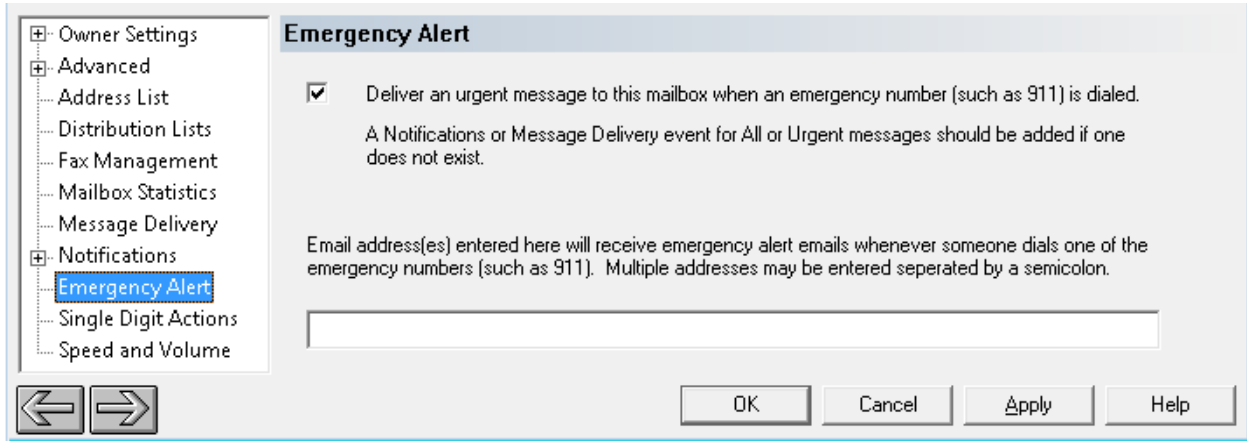 Owner Settings
Advanced
Address List
Distribution Lists
Fax Management
Mailbox Statistics
Message Delivery
Notifications
Emergency Alert
Single Digit Actions
Speed and Volume
Emergency Alert
Deliver an urgent message to this mailbox when an emergency number (such as 911) is dialed.
A Notifications or Message Delivery event for All or Urgent messages should be added if one
does not exist.
Email address(es) entered here will receive emergency alert emails whenever someone dials one of the
emergency numbers (such as 911).  Multiple addresses may be entered seperated by a semicolon.
OK
Cancel
Apply
Help